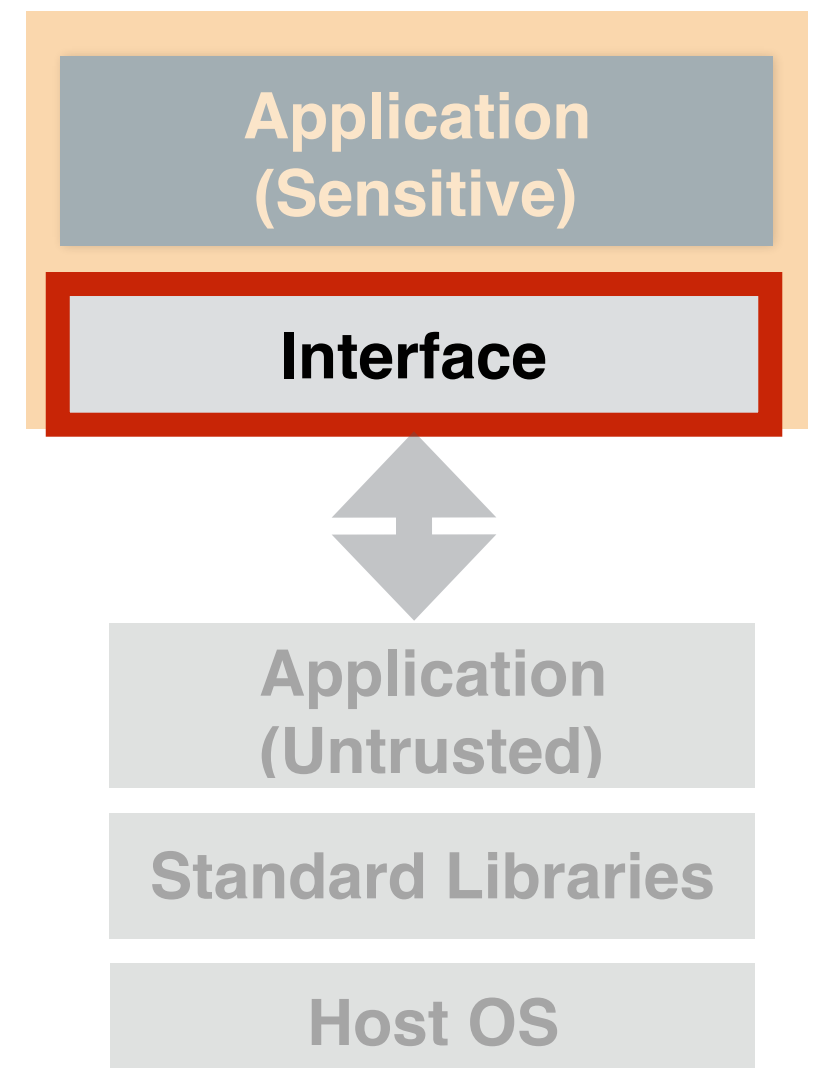 Application
(Sensitive)
Interface
Application
(Untrusted)
Standard Libraries
Host OS